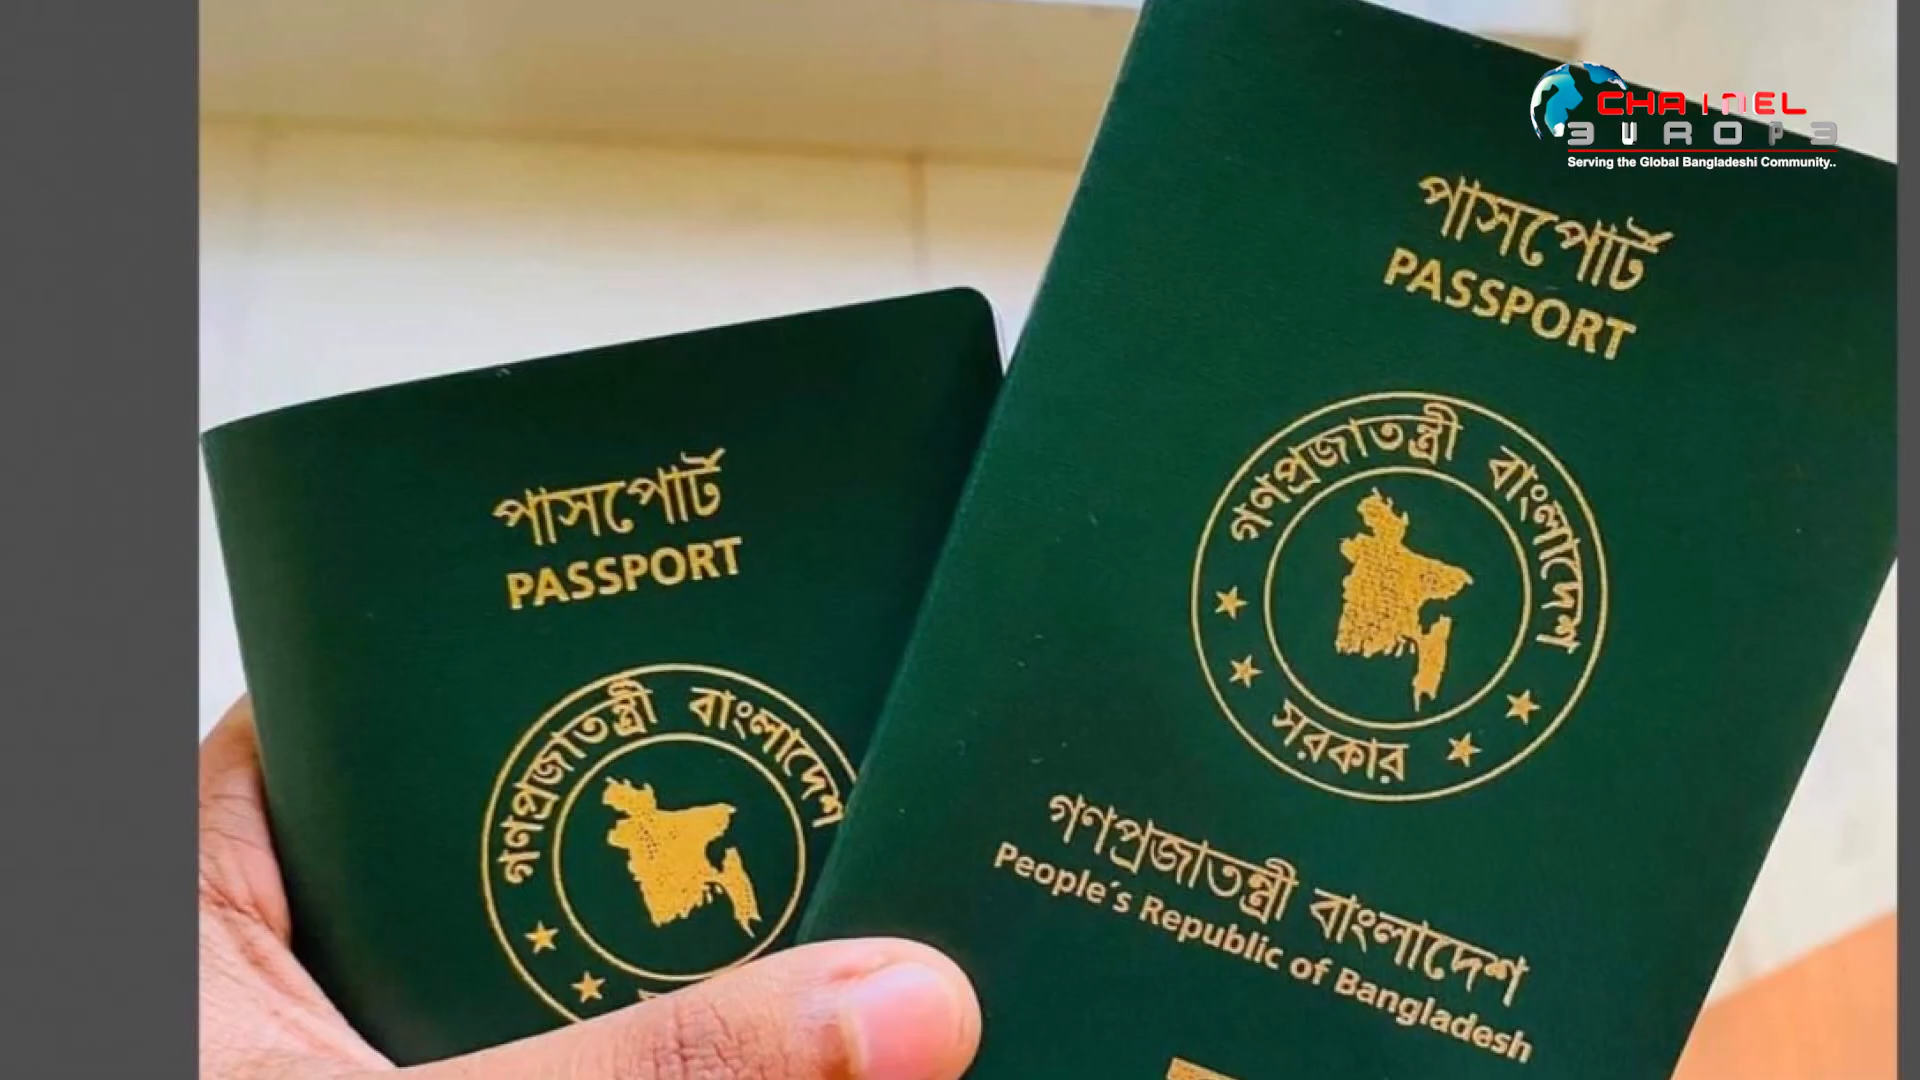 CHANNEL
EUROPE
Serving the Global Bangladeshi Community..
পাসপোর্ট
PASSPORT
গণপ্রজাতন্ত্রী বাংলাদেশ
সরকার
গণপ্রজাতন্ত্রী বাংলাদেশ
People's Republic of Bangladesh
পাসপোর্ট
PASSPORT
গণপ্রজাতন্ত্রী বাংলাদেশ